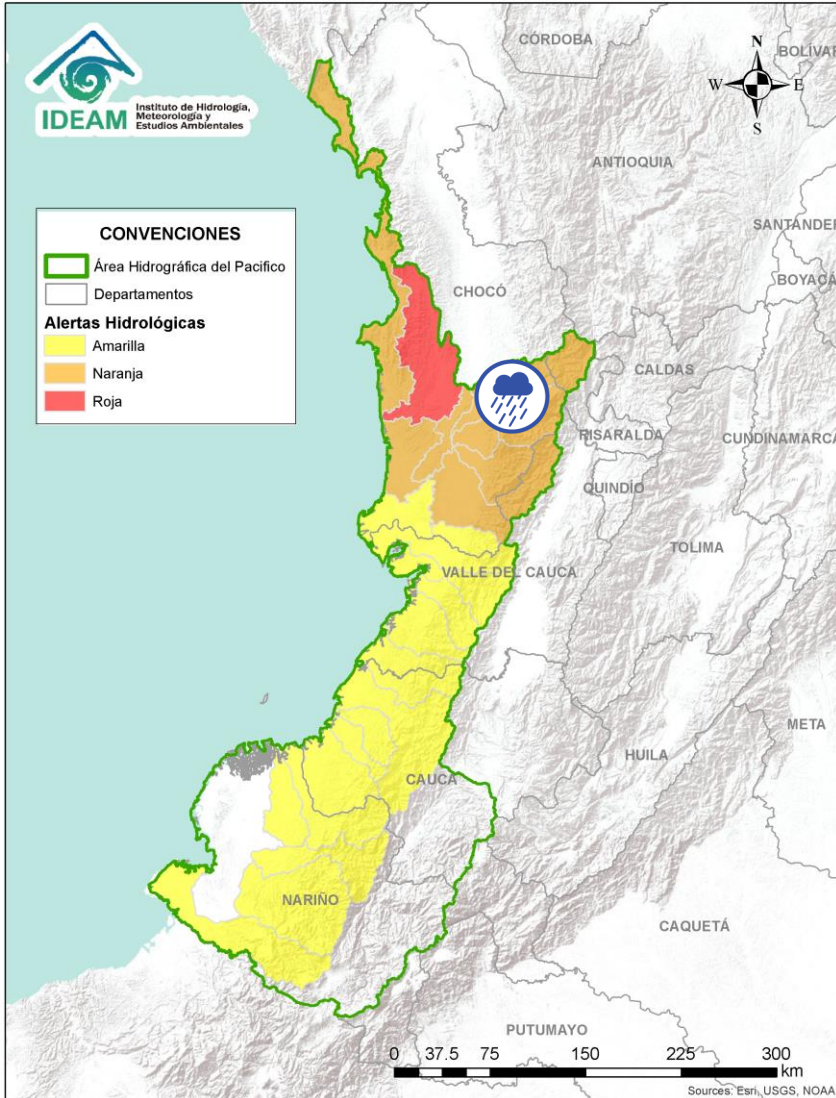 CÓRDOBA
BOLÍVAR
N
W E
S
IDEAM
Instituto de Hidrología,
Meteorología y
Estudios Ambientales
ANTIOQUIA
SANTANDER
CONVENCIONES
Área Hidrográfica del Pacifico
Departamentos
Alertas Hidrológicas
Amarilla
Naranja
Roja
BOYACÁ
CHOCÓ
CALDAS
RISARALDA
CUNDINAMARCA
QUINDÍO
TOLIMA
VALLE DEL CAUCA
META
HUILA
CAUCA
NARIÑO
CAQUETÁ
PUTUMAYO
0 37.5 75 150 225 300
km
Sources: Esri, USGS, NOAA